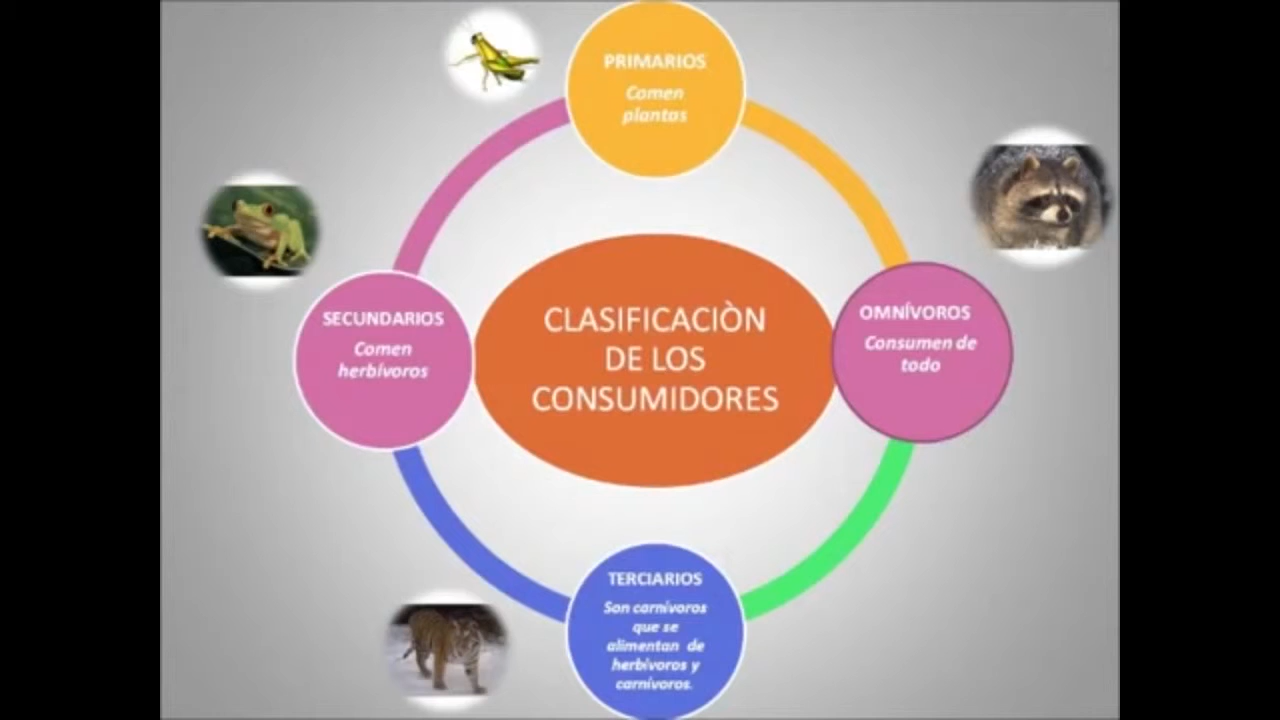 PRIMARIOS
Comen
plantas
SECUNDARIOS
Comen
herbívoros
CLASIFICACIÒN
DE LOS
CONSUMIDORES
OMNÍVOROS
Consumen de
todo
TERCIARIOS
Son carnívoros
que se
alimentan de
herbívoros y
carnívoros.